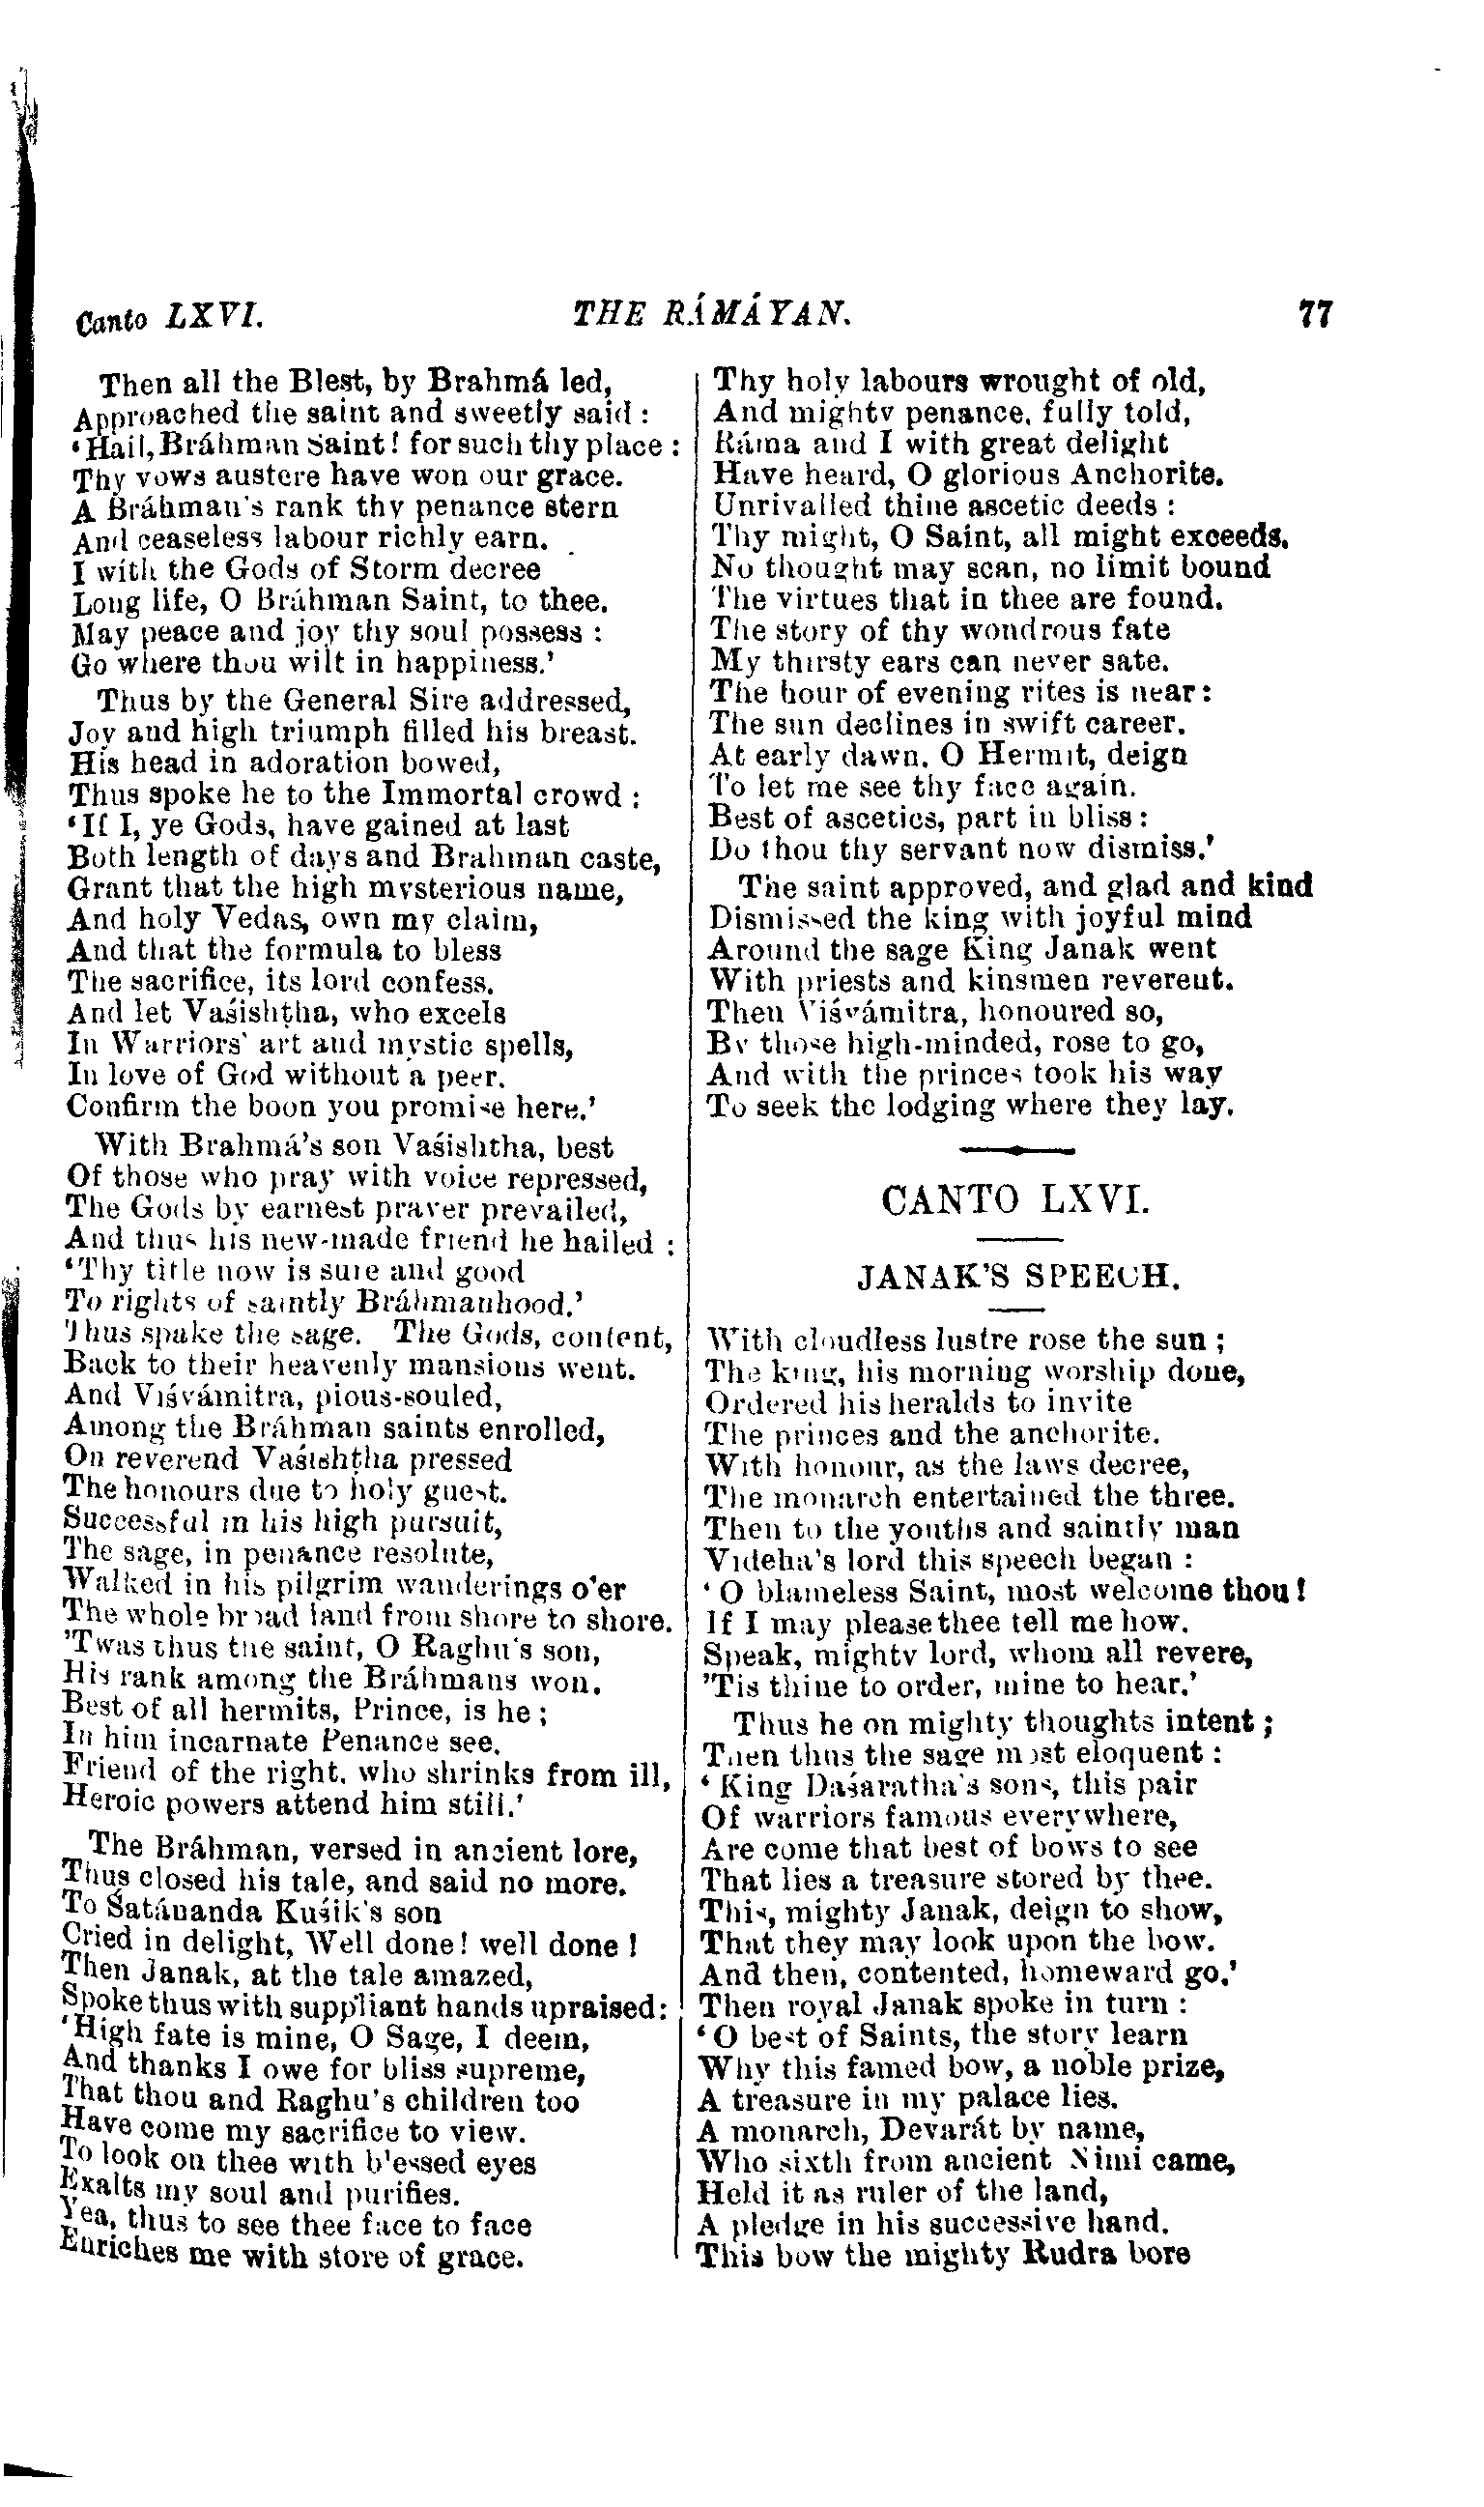 Canto LXVI.
THE RÁMÁYAN.
77
Then all the Blest, by Brahmá led,
Approached the saint and sweetly said :
‘Hail, Bráhman Saint! for such thy place :
Thy vows austere have won our grace.
A Bráhman's rank thy penance stern
And ceaseless labour richly earn.
I with the Gods of Storm decree
Long life, O Bráhman Saint, to thee.
May peace and joy thy soul possess :
Go where thou wilt in happiness.’
Thus by the General Sire addressed,
Joy and high triumph filled his breast.
His head in adoration bowed,
Thus spoke he to the Immortal crowd :
‘If I, ye Gods, have gained at last
Both length of days and Brahman caste,
Grant that the high mysterious name,
And holy Vedas, own my claim,
And that the formula to bless
The sacrifice, its lord confess.
And let Vaśishṭha, who excels
In Warriors' art and mystic spells,
In love of God without a peer.
Confirm the boon you promise here.’
With Brahmá's son Vaśishtha, best
Of those who pray with voice repressed,
The Gods by earnest prayer prevailed,
And thus his new-made friend he hailed :
‘Thy title now is sure and good
To rights of saintly Bráhmanhood.’
Thus spake the sage. The Gods, content,
Back to their heavenly mansions went.
And Viśvámitra, pious-souled,
Among the Bráhman saints enrolled,
On reverend Vaśishṭha pressed
The honours due to holy guest.
Successful in his high pursuit,
The sage, in penance resolute,
Walked in his pilgrim wanderings o'er
The whole broad land from shore to shore.
'Twas thus the saint, O Raghu's son,
His rank among the Bráhmans won.
Best of all hermits, Prince, is he ;
In him incarnate Penance see.
Friend of the right, who shrinks from ill,
Heroic powers attend him still.’
The Bráhman, versed in ancient lore,
Thus closed his tale, and said no more.
To Śatánanda Kuśik's son
Cried in delight, Well done! well done !
Then Janak, at the tale amazed,
Spoke thus with suppliant hands upraised:
‘High fate is mine, O Sage, I deem,
And thanks I owe for bliss supreme,
That thou and Raghu's children too
Have come my sacrifice to view.
To look on thee with blessed eyes
Exalts my soul and purifies.
Yea, thus to see thee face to face
Enriches me with store of grace.
Thy holy labours wrought of old,
And mighty penance, fully told,
Ráma and I with great delight
Have heard, O glorious Anchorite.
Unrivalled thine ascetic deeds :
Thy might, O Saint, all might exceeds.
No thought may scan, no limit bound
The virtues that in thee are found.
The story of thy wondrous fate
My thirsty ears can never sate.
The hour of evening rites is near:
The sun declines in swift career.
At early dawn, O Hermit, deign
To let me see thy face again.
Best of ascetics, part in bliss :
Do thou thy servant now dismiss.’
The saint approved, and glad and kind
Dismissed the king with joyful mind
Around the sage King Janak went
With priests and kinsmen reverent.
Then Viśvámitra, honoured so,
By those high-minded, rose to go,
And with the princes took his way
To seek the lodging where they lay.
CANTO LXVI.
JANAK'S SPEECH.
With cloudless lustre rose the sun ;
The king, his morning worship done,
Ordered his heralds to invite
The princes and the anchorite.
With honour, as the laws decree,
The monarch entertained the three.
Then to the youths and saintly man
Videha's lord this speech began :
‘O blameless Saint, most welcome thou!
If I may please thee tell me how.
Speak, mighty lord, whom all revere,
'Tis thine to order, mine to hear.’
Thus he on mighty thoughts intent ;
Then thus the sage most eloquent :
‘King Daśaratha's sons, this pair
Of warriors famous everywhere,
Are come that best of bows to see
That lies a treasure stored by thee.
This, mighty Janak, deign to show,
That they may look upon the bow.
And then, contented, homeward go.’
Then royal Janak spoke in turn :
‘O best of Saints, the story learn
Why this famed bow, a noble prize,
A treasure in my palace lies.
A monarch, Devarát by name,
Who sixth from ancient Nimi came,
Held it as ruler of the land,
A pledge in his successive hand.
This bow the mighty Rudra bore